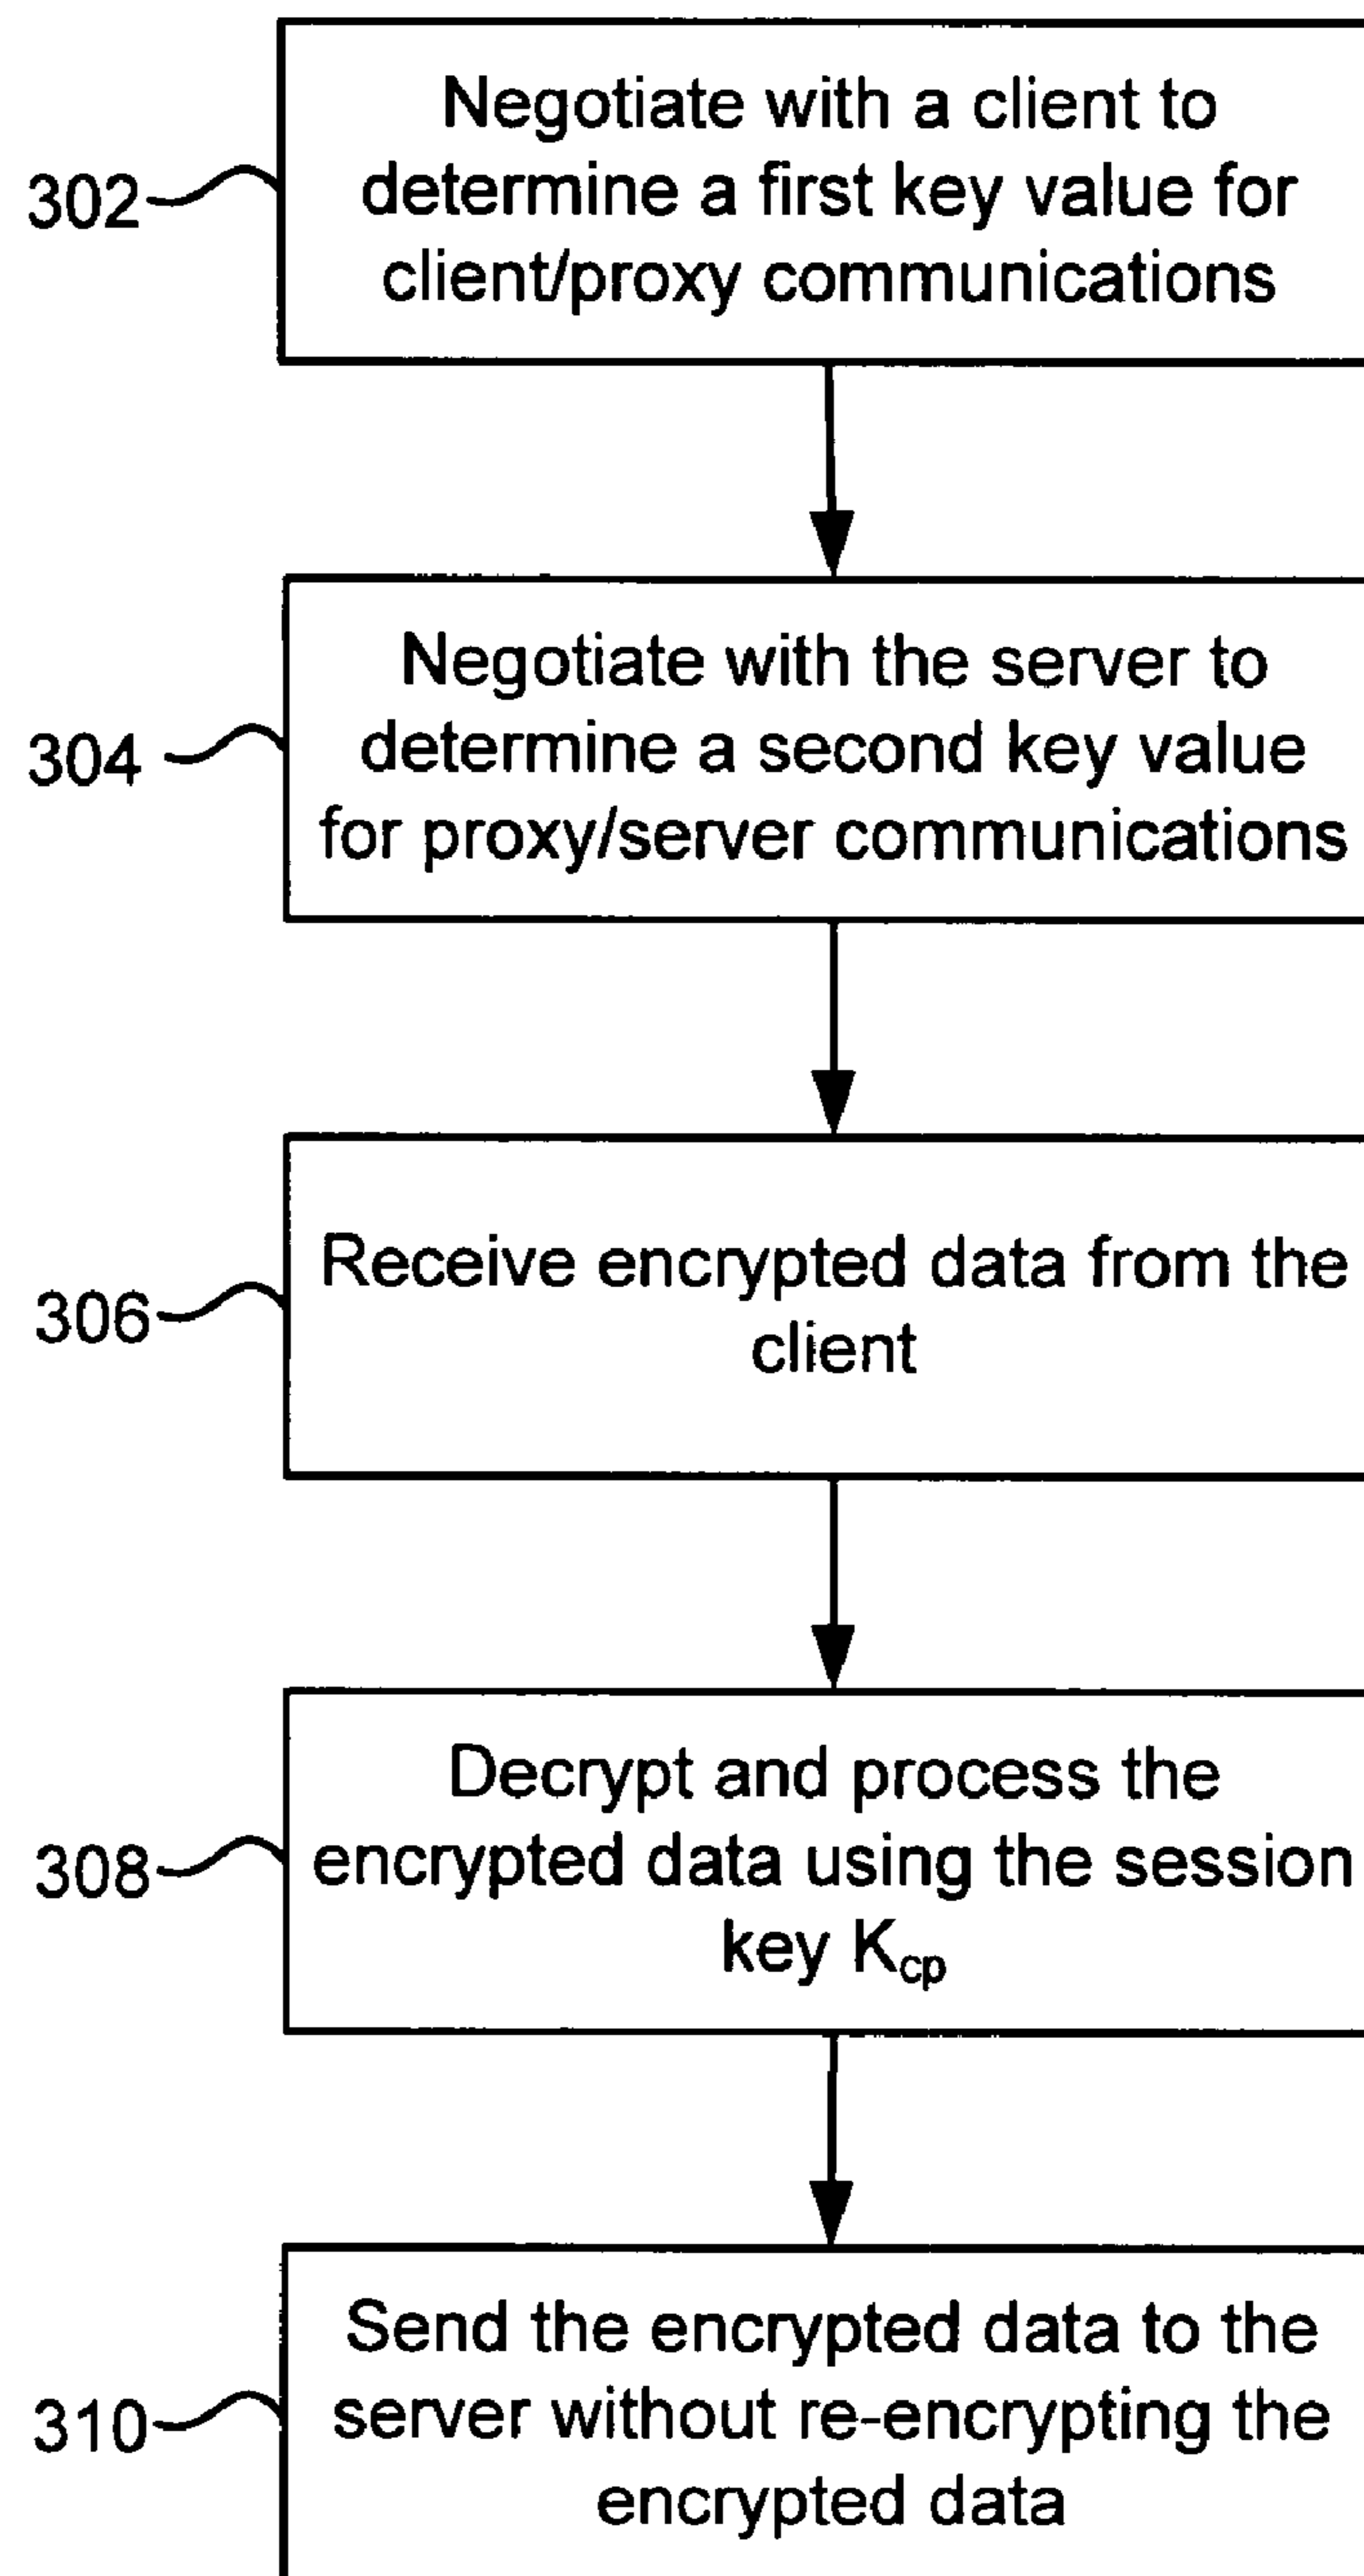 Negotiate with a client to
302
determine a first key value for
client/proxy communications
Negotiate with the server to
304
determine a second key value
for proxy/server communications
Receive encrypted data from the
306
client
Decrypt and process the
308
encrypted data using the session
key Kcp
Send the encrypted data to the
310
server without re-encrypting the
encrypted data